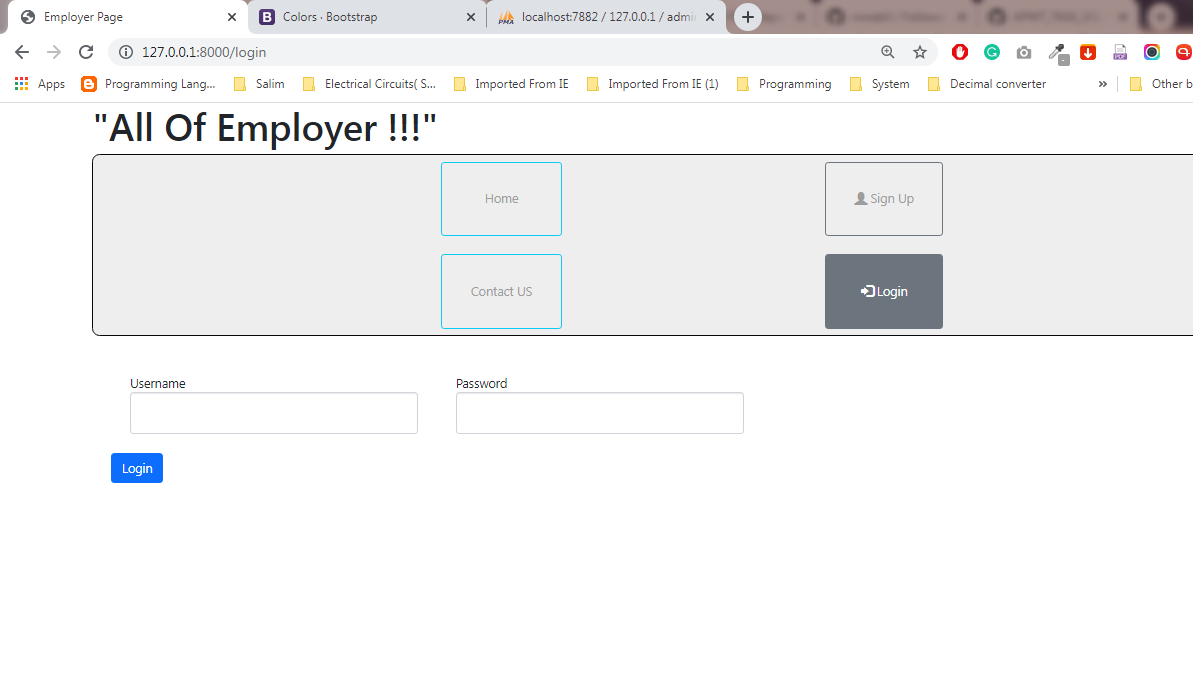 Employer Page
Colors · Bootstrap
localhost:7882 / 127.0.0.1 / admi
127.0.0.1:8000/login
Apps
Programming Lang...
Salim
Electrical Circuits( S...
Imported From IE
Imported From IE (1)
Programming
System
Decimal converter
»
Other b
"All Of Employer !!!"
Home
Sign Up
Contact US
Login
Username
Password
Login